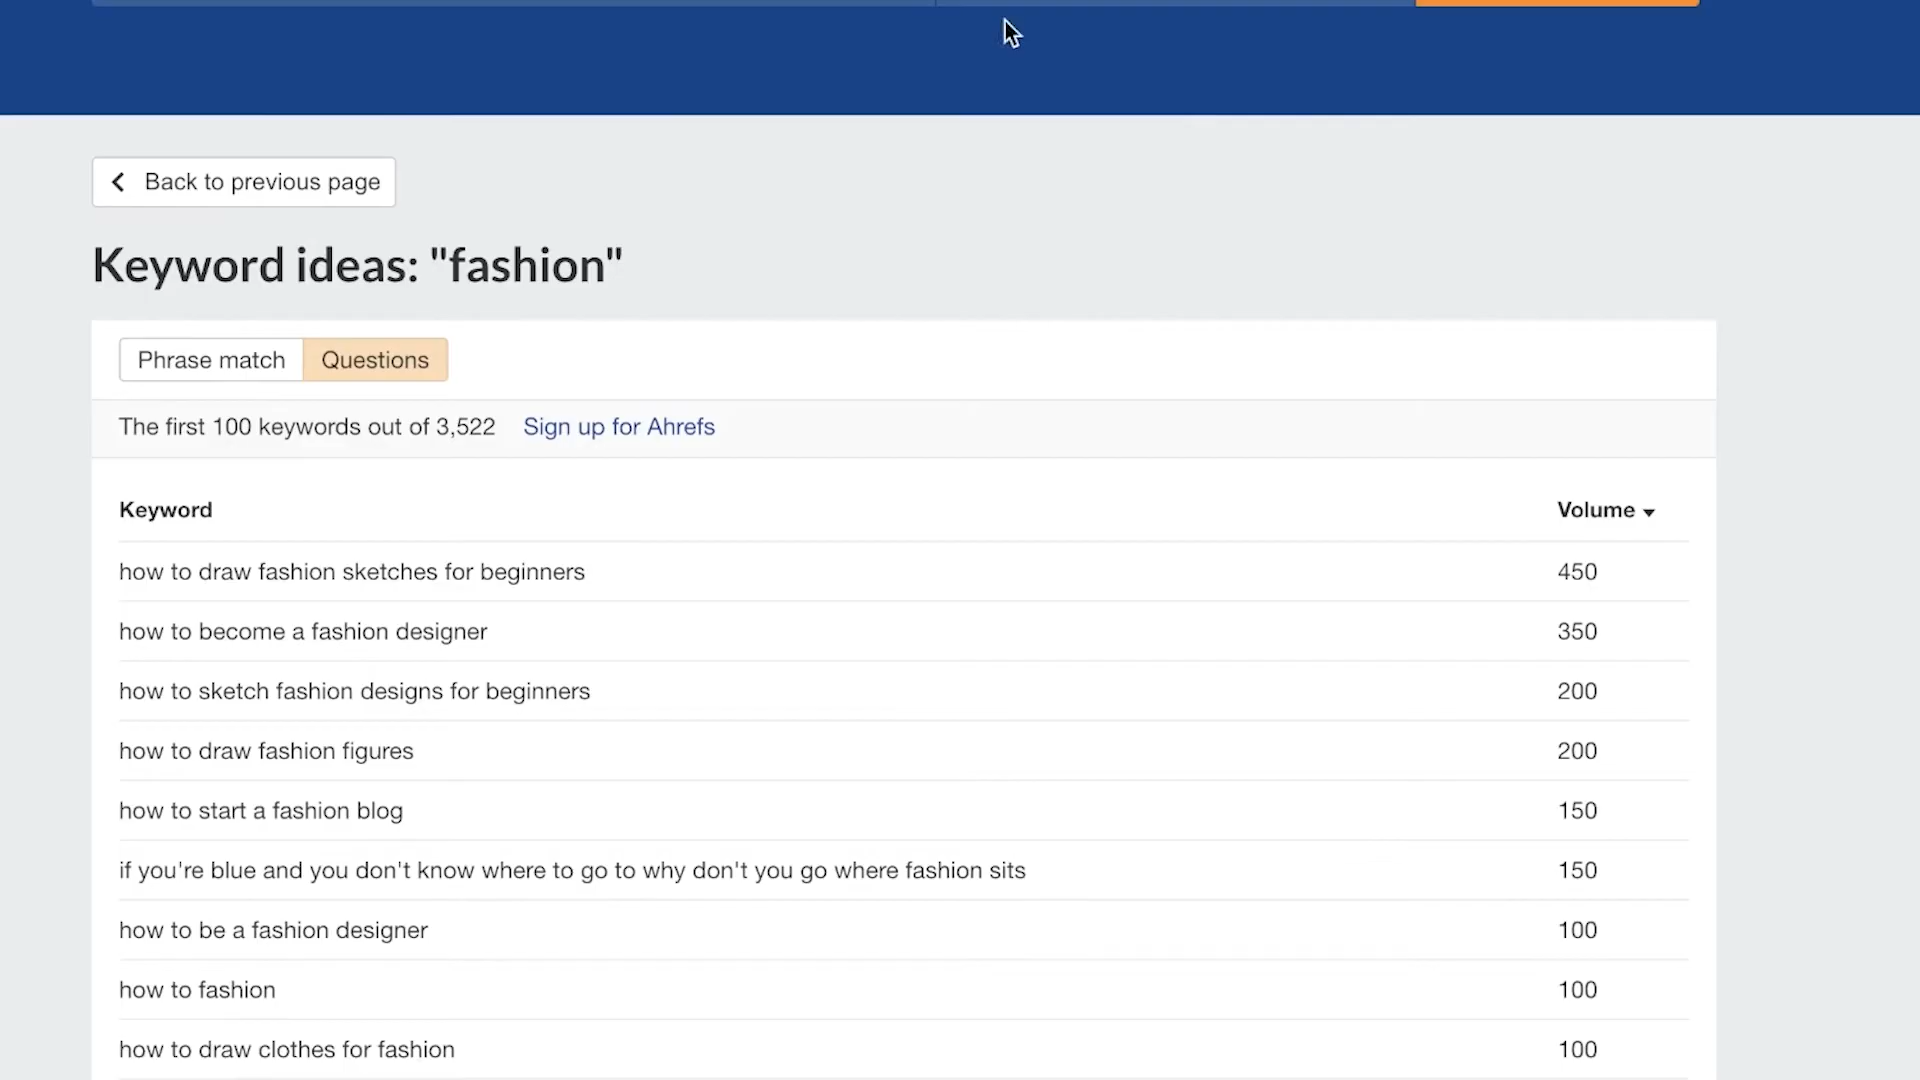 Back to previous page
Keyword ideas: "fashion"
Phrase match Questions
The first 100 keywords out of 3,522 Sign up for Ahrefs
Keyword Volume
how to draw fashion sketches for beginners 450
how to become a fashion designer 350
how to sketch fashion designs for beginners 200
how to draw fashion figures 200
how to start a fashion blog 150
if you're blue and you don't know where to go to why don't you go where fashion sits 150
how to be a fashion designer 100
how to fashion 100
how to draw clothes for fashion 100